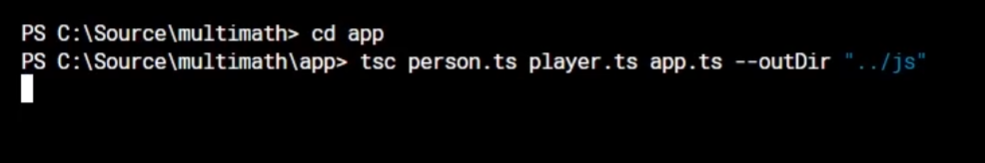 PS C:\Source\multimath> cd app
PS C:\Source\multimath\app> tsc person.ts player.ts app.ts --outDir "../js"